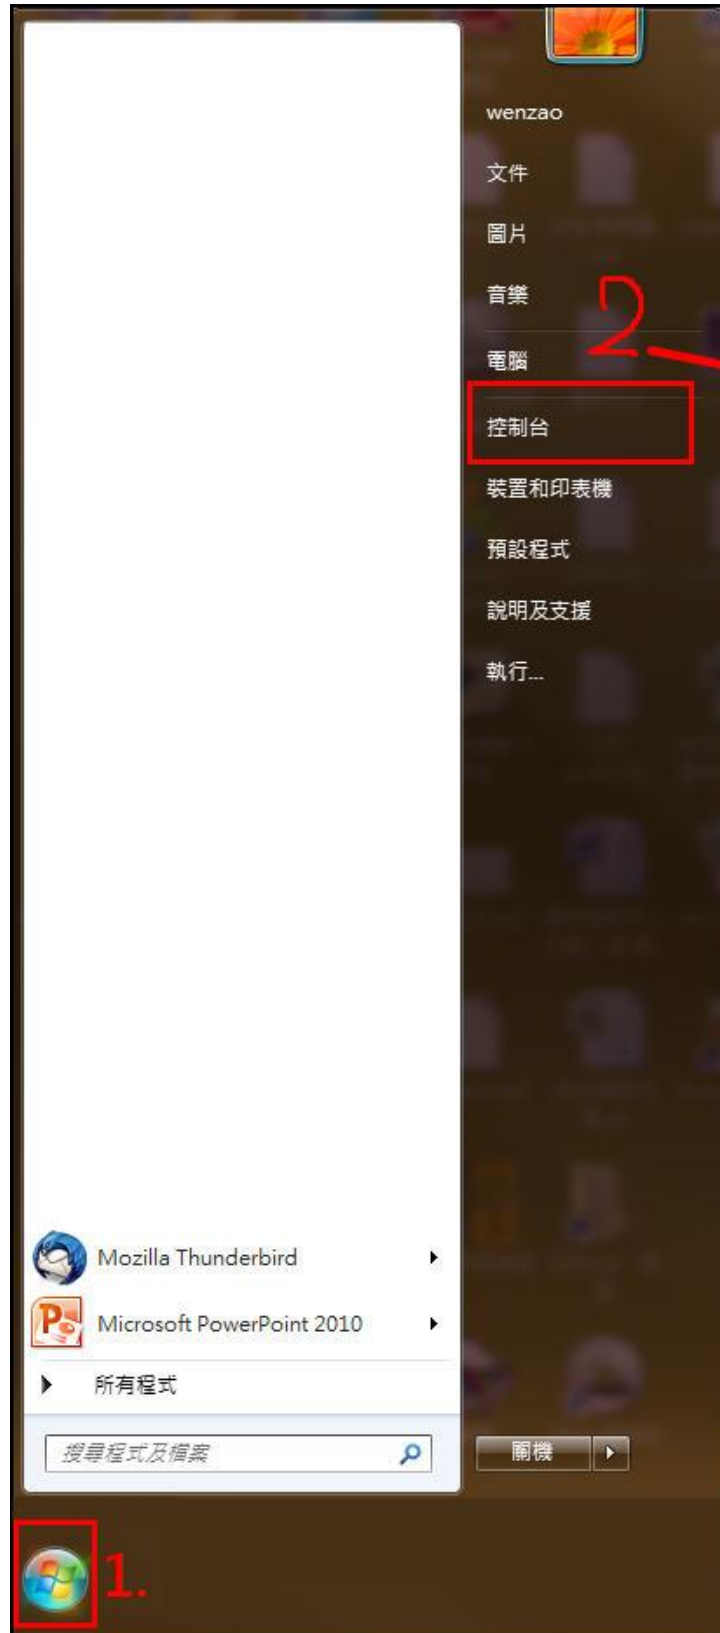 wenzao
文件
圖片
音樂
2
電腦
控制台
裝置和印表機
預設程式
說明及支援
執行...
Mozilla Thunderbird
Microsoft PowerPoint 2010
所有程式
搜尋程式及檔案
關機
1.